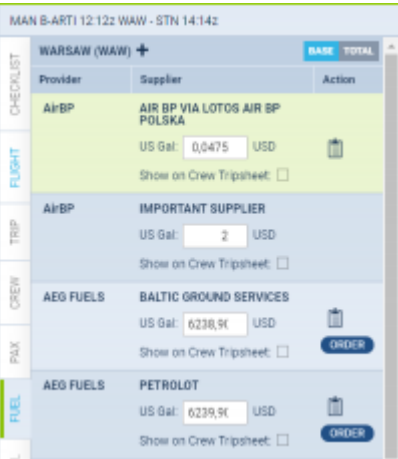 MAN B-ARTI 12:12z WAW - STN 14:14z
WARSAW (WAW) +
BASE TOTAL
Provider Supplier Action
AirBP AIR BP VIA LOTOS AIR BP
POLSKA
US Gal: 0,0475 USD
Show on Crew Tripsheet:
AirBP IMPORTANT SUPPLIER
US Gal: 2 USD
Show on Crew Tripsheet:
AEG FUELS BALTIC GROUND SERVICES
US Gal: 6238,9( USD
ORDER
Show on Crew Tripsheet:
AEG FUELS PETROLOT
US Gal: 6239,9( USD
ORDER
Show on Crew Tripsheet:
CHECKLIST
FLIGHT
TRIP
CREW
PAX
FUEL